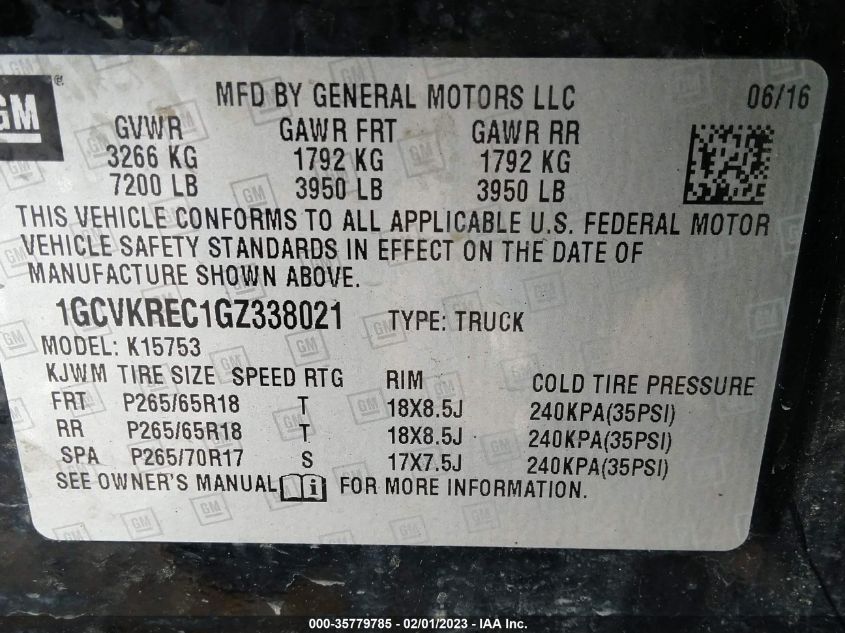 GM
MFD BY GENERAL MOTORS LLC 06/16
GVWR GAWR FRT GAWR RR
3266 KG 1792 KG 1792 KG
7200 LB 3950 LB 3950 LB
THIS VEHICLE CONFORMS TO ALL APPLICABLE U.S. FEDERAL MOTOR
VEHICLE SAFETY STANDARDS IN EFFECT ON THE DATE OF
MANUFACTURE SHOWN ABOVE.
1GCVKREC1GZ338021 TYPE: TRUCK
MODEL: K15753
KJWM TIRE SIZE SPEED RTG RIM COLD TIRE PRESSURE
FRT P265/65R18 T 18X8.5J 240KPA(35PSI)
RR P265/65R18 T 18X8.5J 240KPA(35PSI)
SPA P265/70R17 S 17X7.5J 240KPA(35PSI)
SEE OWNER'S MANUAL i FOR MORE INFORMATION.
000-35779785 - 02/01/2023 - IAA Inc.